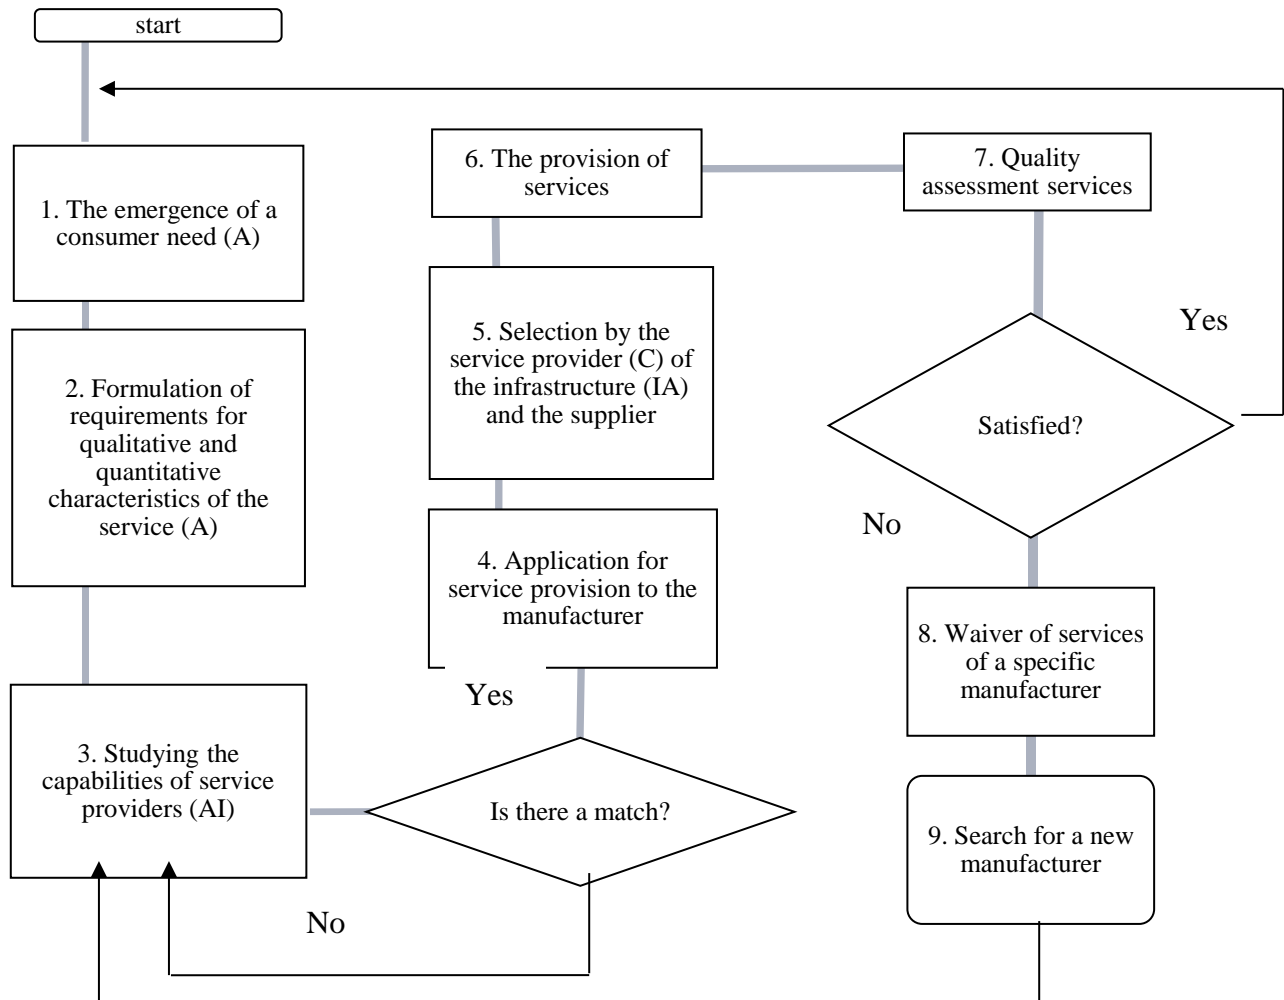 start
1. The emergence of a
consumer need (A)
2. Formulation of
requirements for
qualitative and
quantitative
characteristics of the
service (A)
3. Studying the
capabilities of service
providers (AI)
Is there a match?
No
Yes
4. Application for
service provision to the
manufacturer
5. Selection by the
service provider (C) of
the infrastructure (IA)
and the supplier
6. The provision of
services
7. Quality
assessment services
Satisfied?
Yes
No
8. Waiver of services
of a specific
manufacturer
9. Search for a new
manufacturer